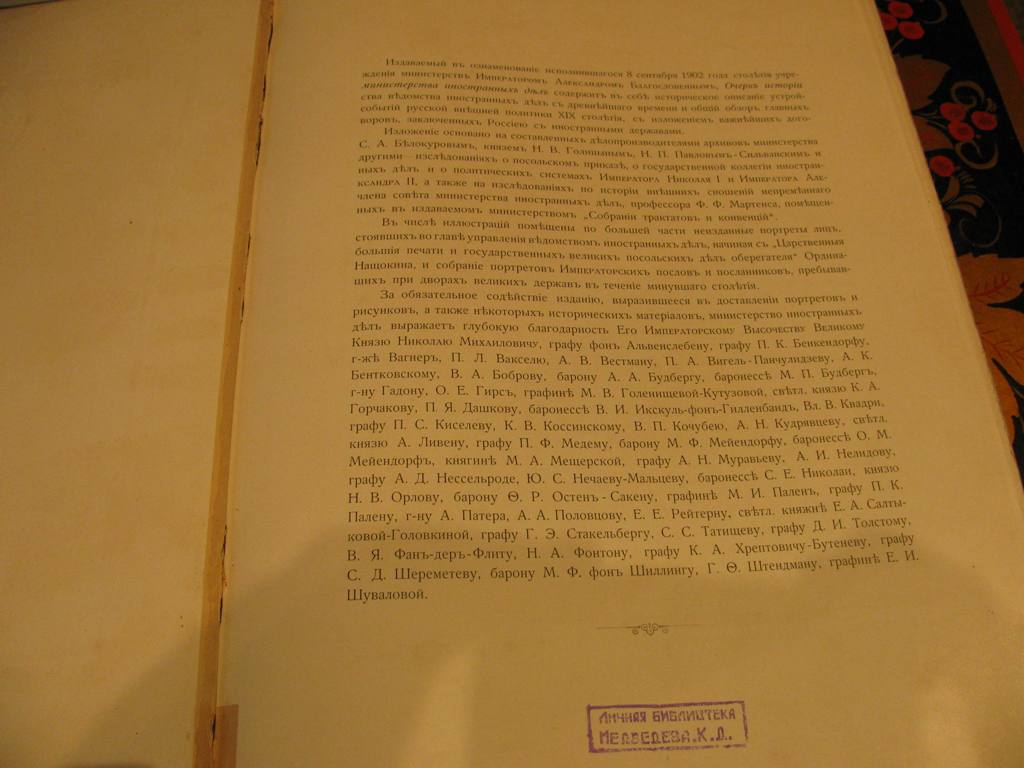 Издаваемый въ ознаменованіе исполнившагося 8 сентября 1902 года столѣтія учре-
жденія министерствъ Императоромъ Александромъ Благословеннымъ, Очеркъ исторіи
министерства иностранныхъ дѣлъ содержитъ въ себѣ историческое описаніе устрой-
ства вѣдомства иностранныхъ дѣлъ съ древнѣйшаго времени и общій обзоръ главныхъ
событій русской внѣшней политики XIX столѣтія, съ изложеніемъ важнѣйшихъ дого-
воровъ, заключенныхъ Россіею съ иностранными державами.
Изложеніе основано на составленныхъ дѣлопроизводителями архивовъ министерства
С. А. Бѣлокуровымъ, княземъ Н. В. Голицынымъ, Н. П. Павловымъ-Сильванскимъ и
другими — изслѣдованіяхъ о посольскомъ приказѣ, о государственной коллегіи иностран-
ныхъ дѣлъ и о политическихъ системахъ Императора Николая I и Императора Але-
ксандра II, а также на изслѣдованіяхъ по исторіи внѣшнихъ сношеній непремѣннаго
члена совѣта министерства иностранныхъ дѣлъ, профессора Ф. Ф. Мартенса, помѣщен-
ныхъ въ издаваемомъ министерствомъ „Собраніи трактатовъ и конвенцій“.
Въ числѣ иллюстрацій помѣщены по большей части неизданные портреты лицъ,
стоявшихъ во главѣ управленія вѣдомствомъ иностранныхъ дѣлъ, начиная съ „Царственныя
большія печати и государственныхъ великихъ посольскихъ дѣлъ оберегателя“ Ордина-
Нащокина, и собраніе портретовъ Императорскихъ пословъ и посланниковъ, пребывав-
шихъ при дворахъ великихъ державъ въ теченіе минувшаго столѣтія.
За обязательное содѣйствіе изданію, выразившееся въ доставленіи портретовъ и
рисунковъ, а также нѣкоторыхъ историческихъ матеріаловъ, министерство иностранныхъ
дѣлъ выражаетъ глубокую благодарность Его Императорскому Высочеству Великому
Князю Николаю Михаиловичу, графу фонъ Альвенслебену, графу П. К. Бенкендорфу,
г-жѣ Вагнеръ, П. Л. Вакселю, А. В. Вестману, П. А. Вигель-Панчулидзеву, А. К.
Бентковскому, В. А. Боброву, барону А. А. Будбергу, баронессѣ М. П. Будбергъ,
г-ну Гадону, О. Е. Гирсъ, графинѣ М. В. Голенищевой-Кутузовой, свѣтл. князю К. А.
Горчакову, П. Я. Дашкову, баронессѣ В. И. Икскуль-фонъ-Гилленбандъ, Вл. В. Квадри,
графу П. С. Киселеву, К. В. Коссинскому, В. П. Кочубею, А. Н. Кудрявцеву, свѣтл.
князю А. Ливену, графу П. Ф. Медему, барону М. Ф. Мейендорфу, баронессѣ О. М.
Мейендорфъ, княгинѣ М. А. Мещерской, графу А. Н. Муравьеву, А. И. Нелидову,
графу А. Д. Нессельроде, Ю. С. Нечаеву-Мальцеву, баронессѣ С. Е. Николаи, князю
Н. В. Орлову, барону Ѳ. Р. Остенъ-Сакену, графинѣ М. И. Паленъ, графу П. К.
Палену, г-ну А. Патера, А. А. Половцову, Е. Е. Рейтерну, свѣтл. княжнѣ Е. А. Салты-
ковой-Головкиной, графу Г. Э. Стакельбергу, С. С. Татищеву, графу Д. И. Толстому,
В. Я. Фанъ-деръ-Флиту, Н. А. Фонтону, графу К. А. Хрептовичу-Бутеневу, графу
С. Д. Шереметеву, барону М. Ф. фонъ Шиллингу, Г. Ѳ. Штендману, графинѣ Е. И.
Шуваловой.
ЛИЧНАЯ БИБЛИОТЕКА
МЕДВЕДЕВА.К.Д.